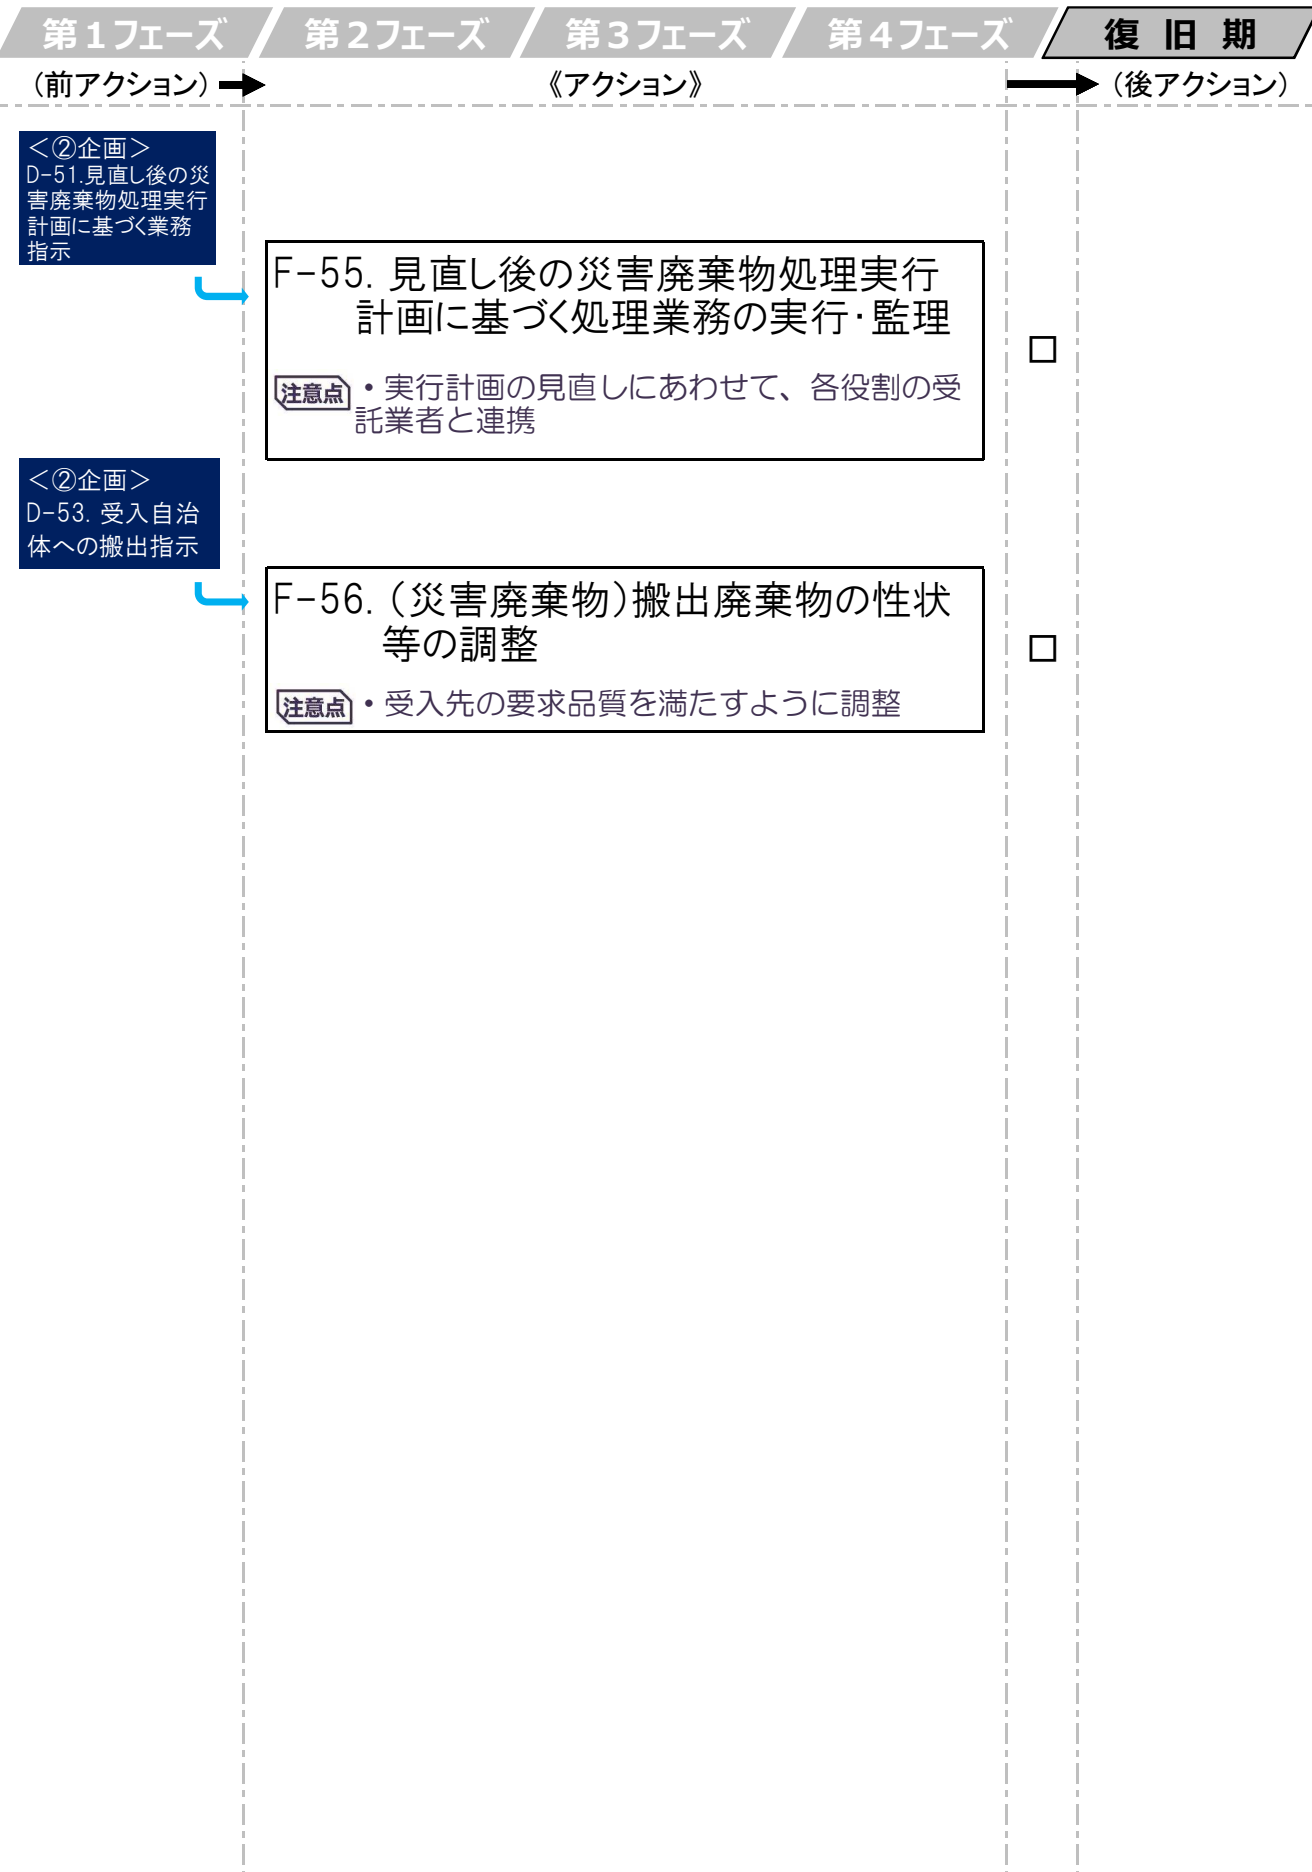 第１フェーズ
第２フェーズ
第３フェーズ
第４フェーズ
復 旧 期
(前アクション)
《アクション》
(後アクション)
＜②企画＞
D-51.見直し後の災
害廃棄物処理実行
計画に基づく業務
指示
F-55. 見直し後の災害廃棄物処理実行
計画に基づく処理業務の実行・監理
注意点 ・実行計画の見直しにあわせて、各役割の受
託業者と連携
□
＜②企画＞
D-53. 受入自治
体への搬出指示
F-56. (災害廃棄物)搬出廃棄物の性状
等の調整
注意点 ・受入先の要求品質を満たすように調整
□